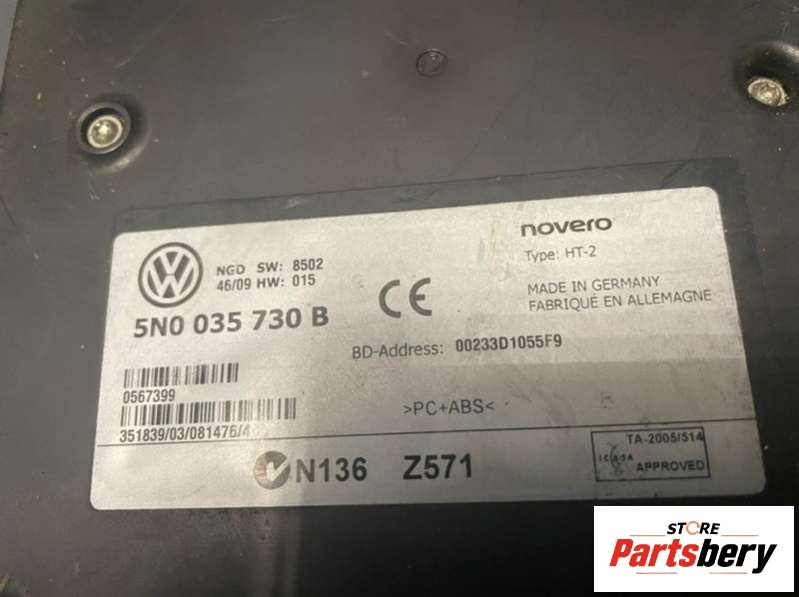 novero
Type: HT-2
NGD SW: 8502
46/09 HW: 015
MADE IN GERMANY
FABRIQUÉ EN ALLEMAGNE
5N0 035 730 B
BD-Address: 00233D1055F9
0567399
>PC+ABS<
351839/03/081476/4
N136 Z571
TA-2005/514
ICASA
APPROVED
STORE
Partsbery